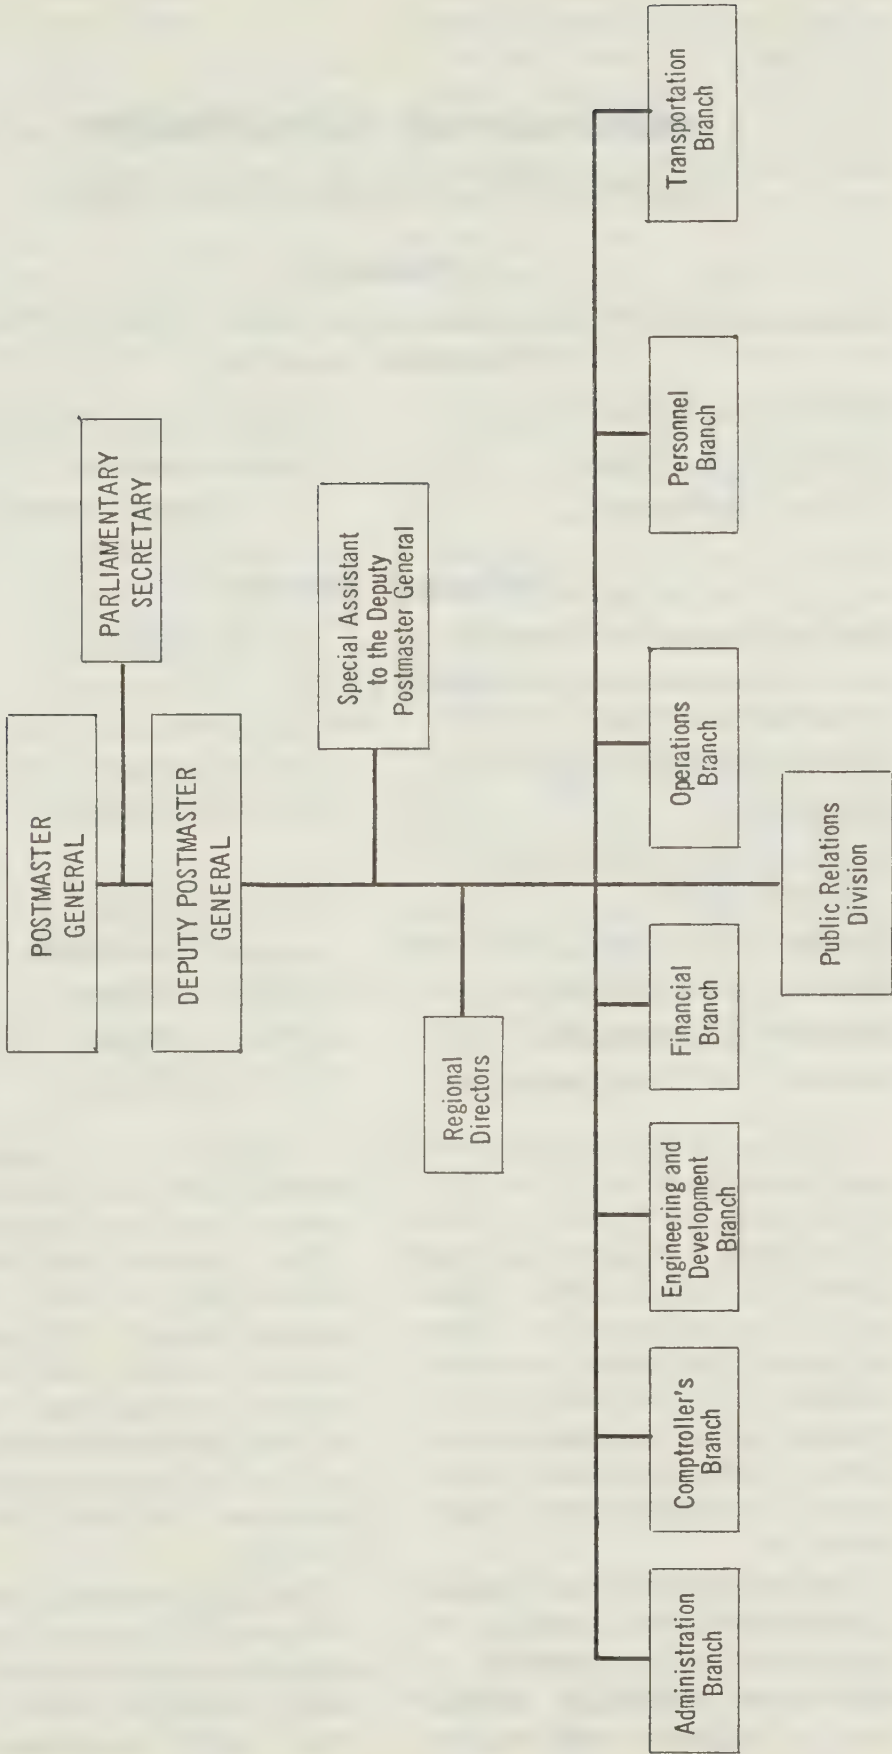 POSTMASTER
GENERAL
PARLIAMENTARY
SECRETARY
DEPUTY POSTMASTER
GENERAL
Special Assistant
to the Deputy
Postmaster General
Regional
Directors
Administration
Branch
Comptroller's
Branch
Engineering and
Development
Branch
Financial
Branch
Operations
Branch
Personnel
Branch
Transportation
Branch
Public Relations
Division